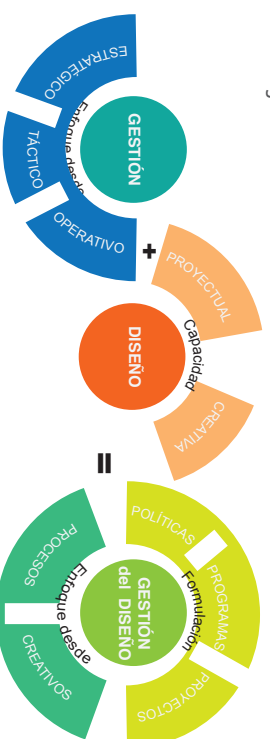 GESTIÓN
Enfoque desde
ESTRATÉGICO
TÁCTICO
OPERATIVO
+
DISEÑO
Capacidad
PROYECTUAL
CREATIVA
=
GESTIÓN
del DISEÑO
Formulación
POLÍTICAS
PROGRAMAS
PROYECTOS
Enfoque desde
PROCESOS
CREATIVOS